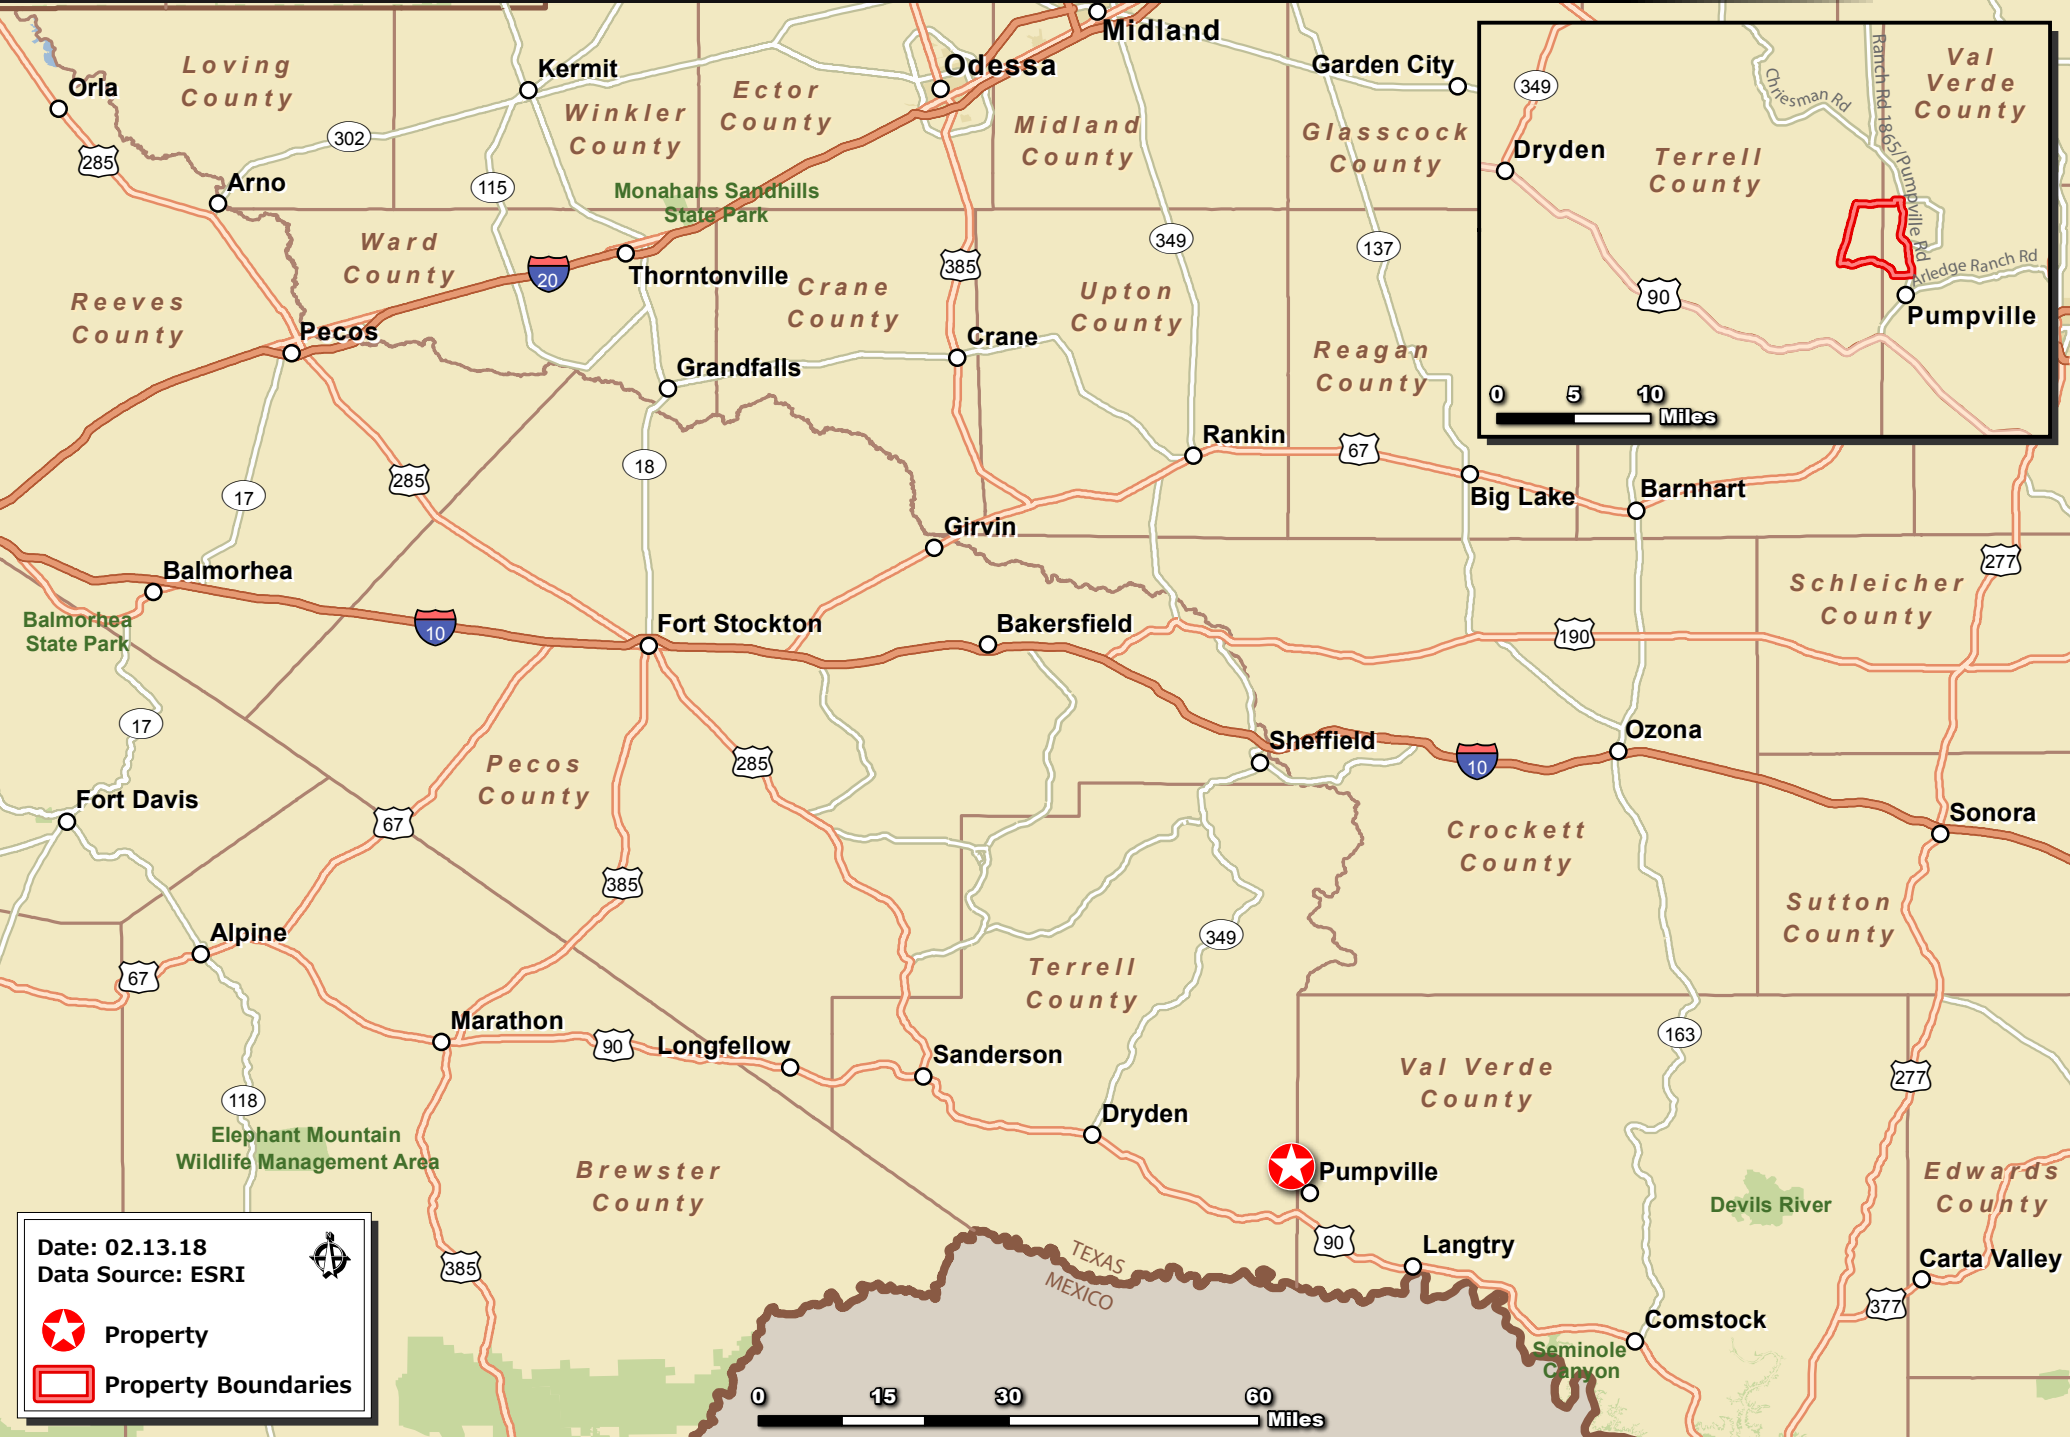 Midland
Odessa
Kermit
Garden City
Orla
Loving
County
Winkler
County
Ector
County
Midland
County
Glasscock
County
302
285
Arno
115
Monahans Sandhills
State Park
349
137
385
Ward
County
20
Thorntonville
Reeves
County
Crane
County
Upton
County
Pecos
Crane
Reagan
County
Grandfalls
Rankin
67
18
285
17
Big Lake
Barnhart
Girvin
277
Balmorhea
Schleicher
County
Balmorhea
State Park
10
Fort Stockton
Bakersfield
190
17
Ozona
Sheffield
10
Pecos
County
285
Fort Davis
67
Sonora
Crockett
County
385
Sutton
County
Alpine
349
67
Terrell
County
Marathon
90
Longfellow
Sanderson
163
Val Verde
County
277
118
Dryden
Elephant Mountain
Wildlife Management Area
Brewster
County
Pumpville
Edwards
County
Devils River
90
Langtry
TEXAS
MEXICO
385
Carta Valley
377
Comstock
Seminole
Canyon
0 15 30 60
Miles
349
Dryden
Chriesman Rd
Ranch Rd 1865/Pumpville Rd
Val
Verde
County
Terrell
County
90
Arledge Ranch Rd
Pumpville
0 5 10
Miles
Date: 02.13.18
Data Source: ESRI
Property
Property Boundaries